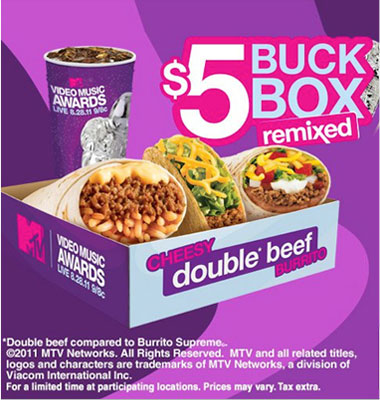 $5 BUCK
BOX
remixed
MTV
VIDEO MUSIC
AWARDS
LIVE 8.28.11 9/8c
MTV
VIDEO MUSIC
AWARDS
LIVE 8.28.11 9/8c
CHEESY
double* beef
BURRITO
*Double beef compared to Burrito Supreme®.
©2011 MTV Networks. All Rights Reserved. MTV and all related titles,
logos and characters are trademarks of MTV Networks, a division of
Viacom International Inc.
For a limited time at participating locations. Prices may vary. Tax extra.